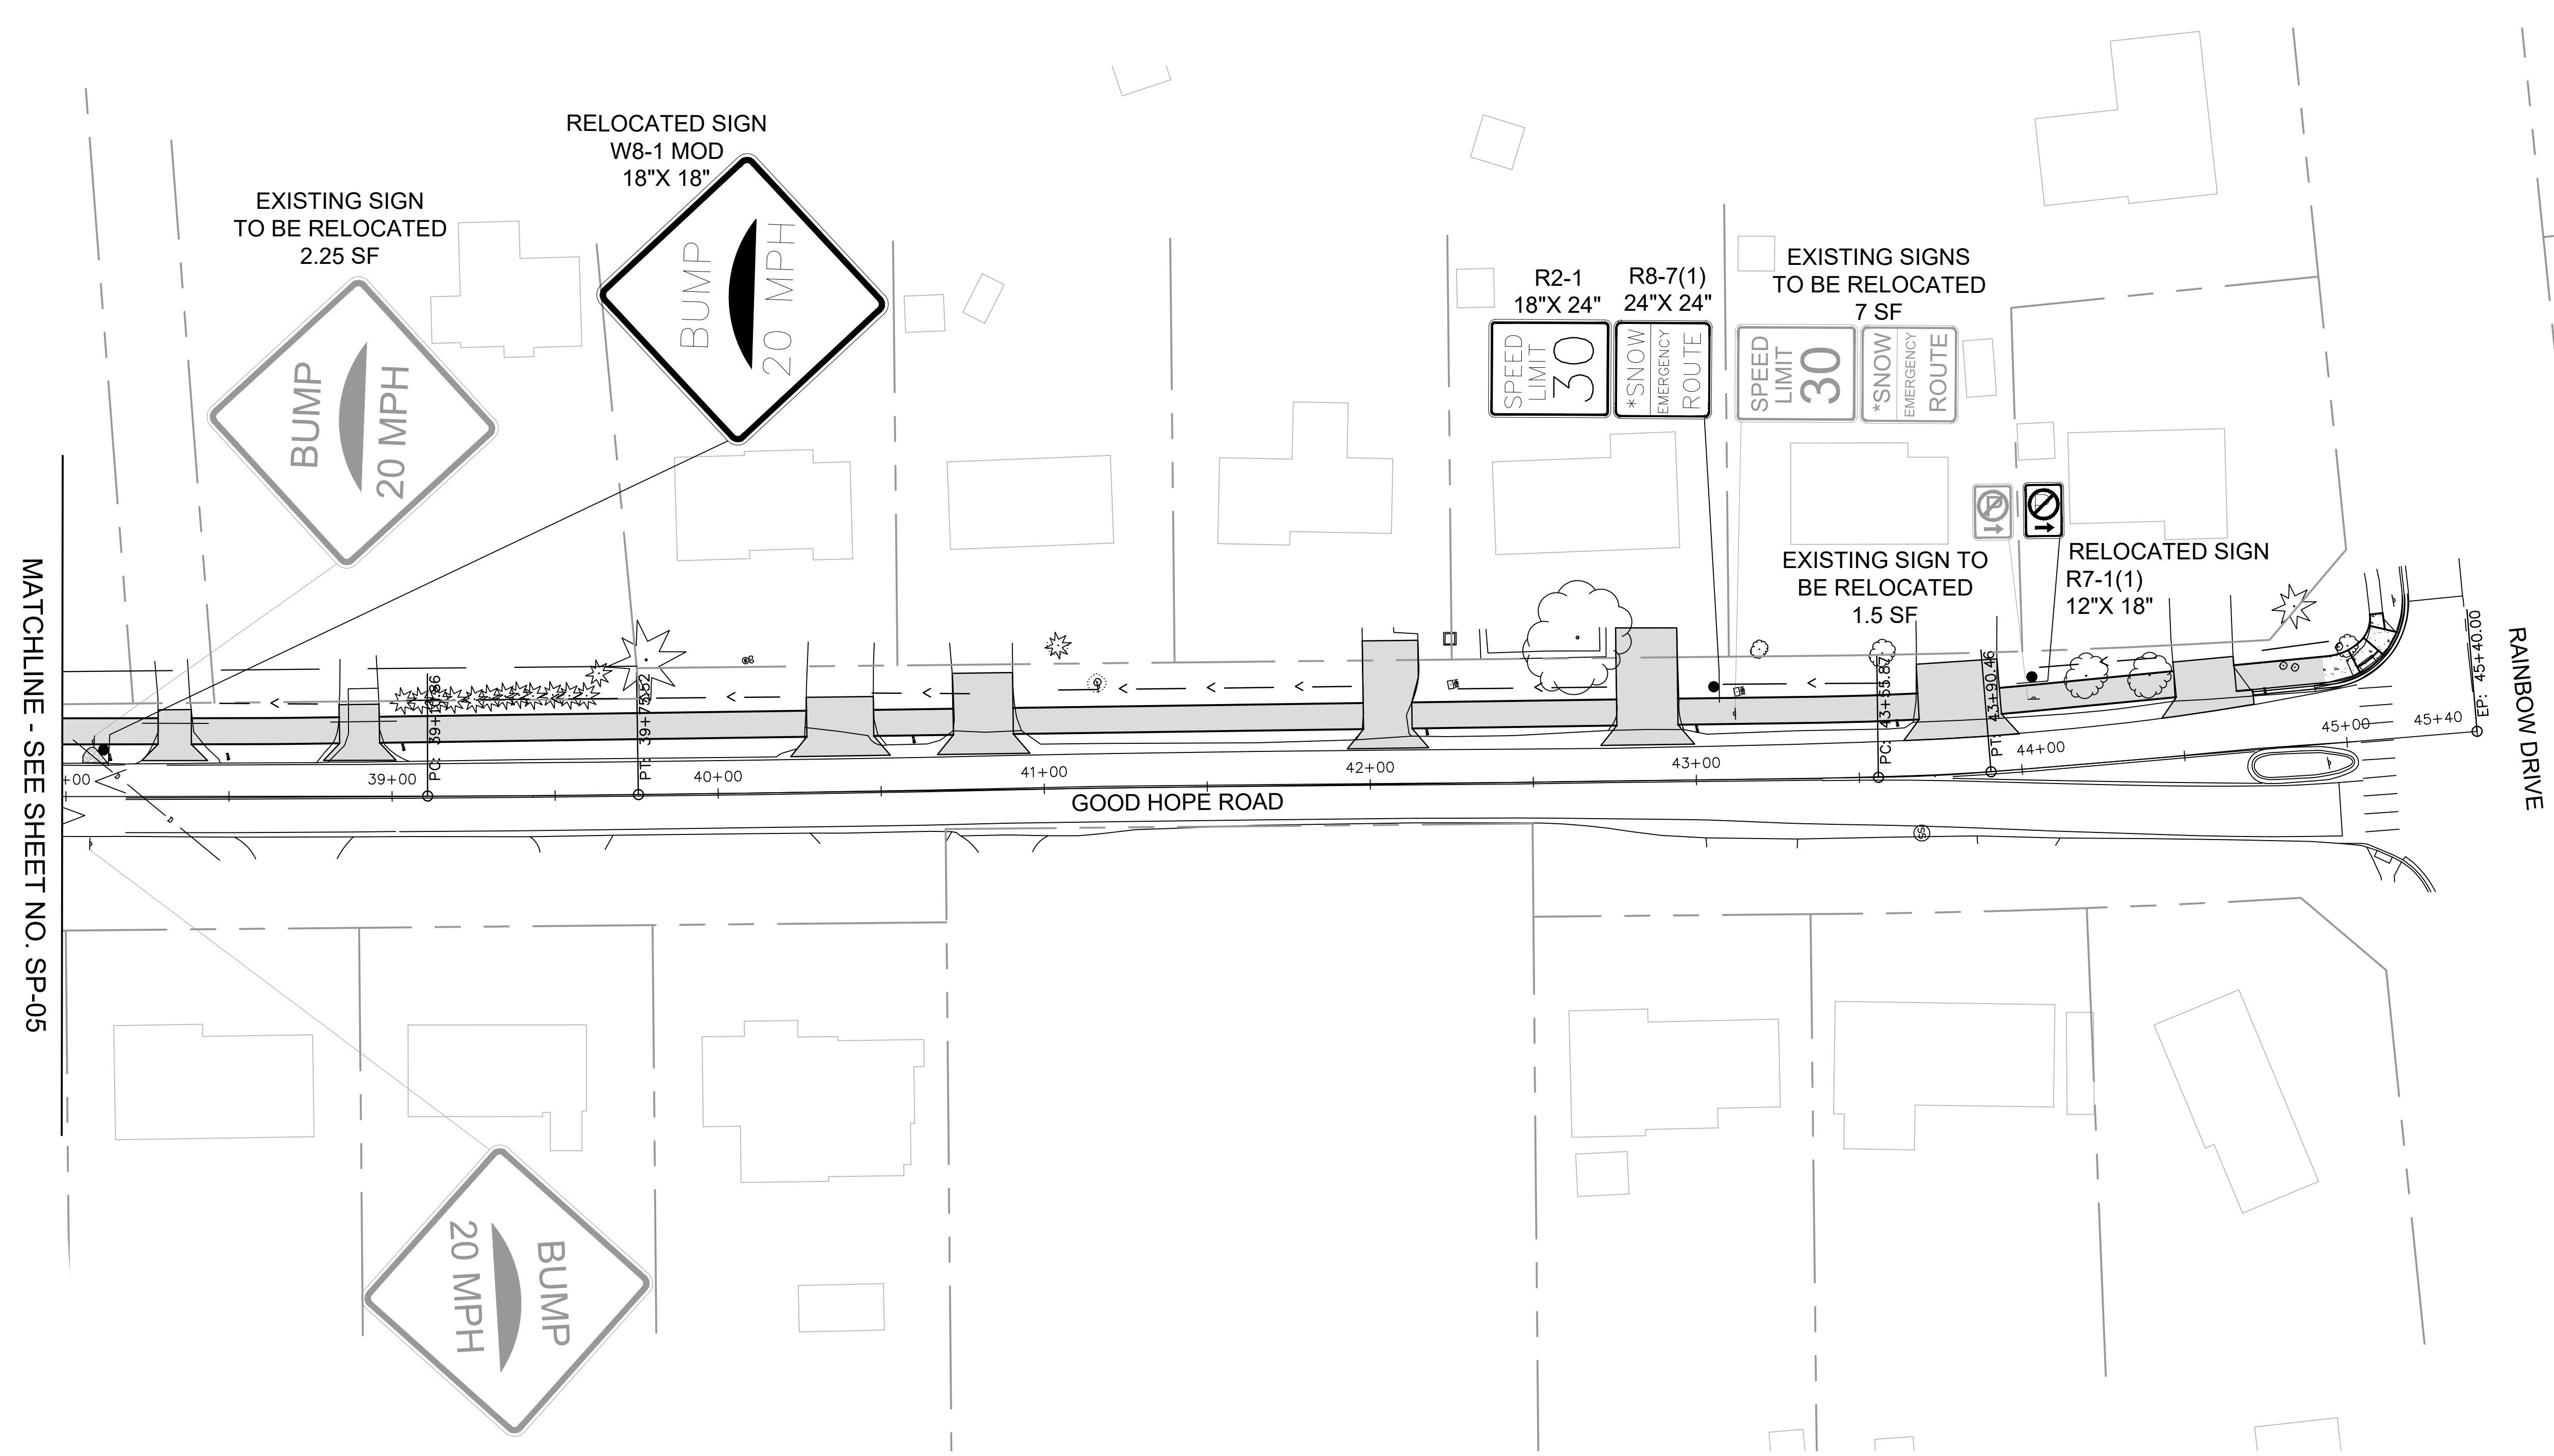 RELOCATED SIGN
W8-1 MOD
18"X 18"
EXISTING SIGN
TO BE RELOCATED
2.25 SF
BUMP
20 MPH
BUMP
20 MPH
R2-1
18"X 24"
R8-7(1)
24"X 24"
EXISTING SIGNS
TO BE RELOCATED
7 SF
SPEED
LIMIT
30
*SNOW
EMERGENCY
ROUTE
SPEED
LIMIT
30
*SNOW
EMERGENCY
ROUTE
P
EXISTING SIGN TO
BE RELOCATED
1.5 SF
RELOCATED SIGN
R7-1(1)
12"X 18"
MATCHLINE - SEE SHEET NO. SP-05
+00
39+00
PC:
PT:
40+00
41+00
42+00
43+00
PC: 43+55.87
PT: 43+90.46
44+00
45+00
45+40
EP: 45+40.00
RAINBOW DRIVE
GOOD HOPE ROAD
SS
BUMP
20 MPH